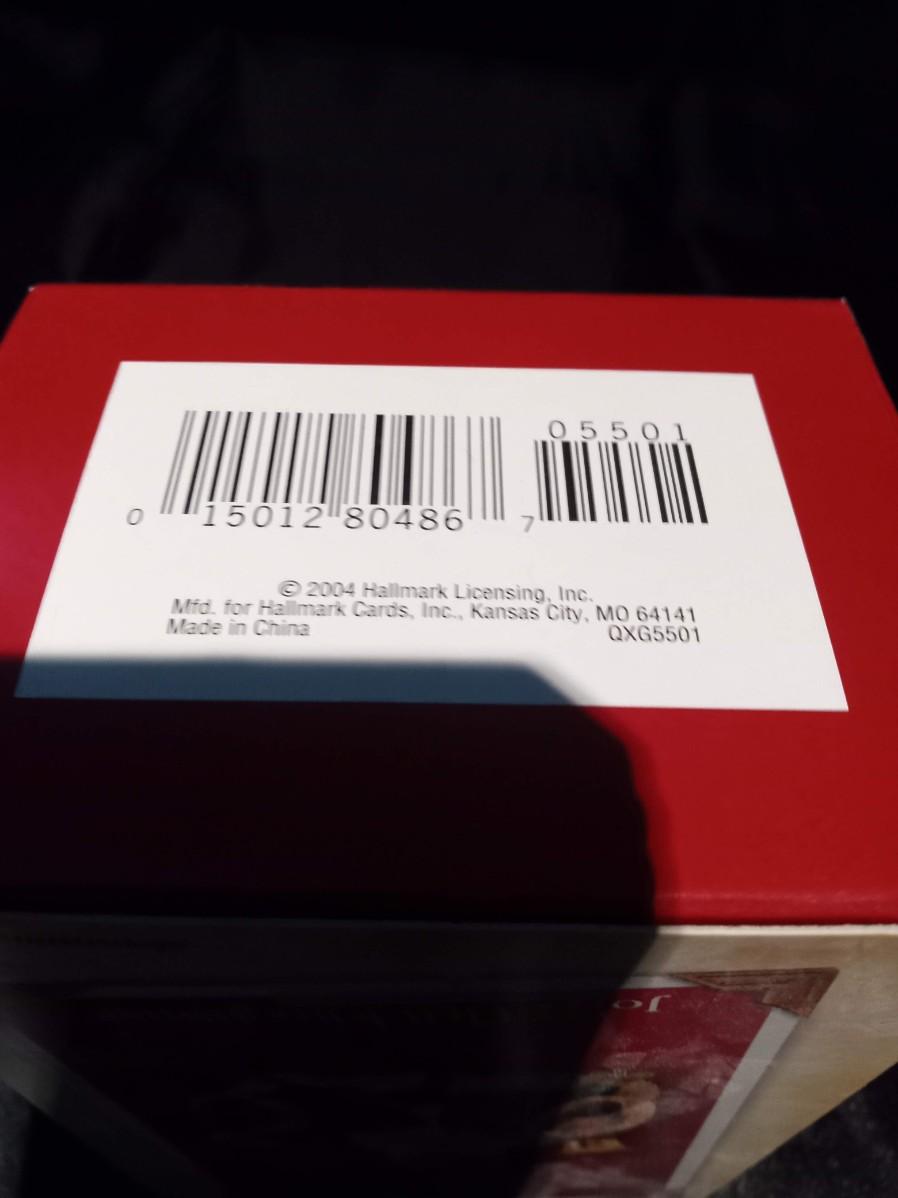 05501
0 15012 80486 7
© 2004 Hallmark Licensing, Inc.
Mfd. for Hallmark Cards, Inc., Kansas City, MO 64141
Made in China QXG5501